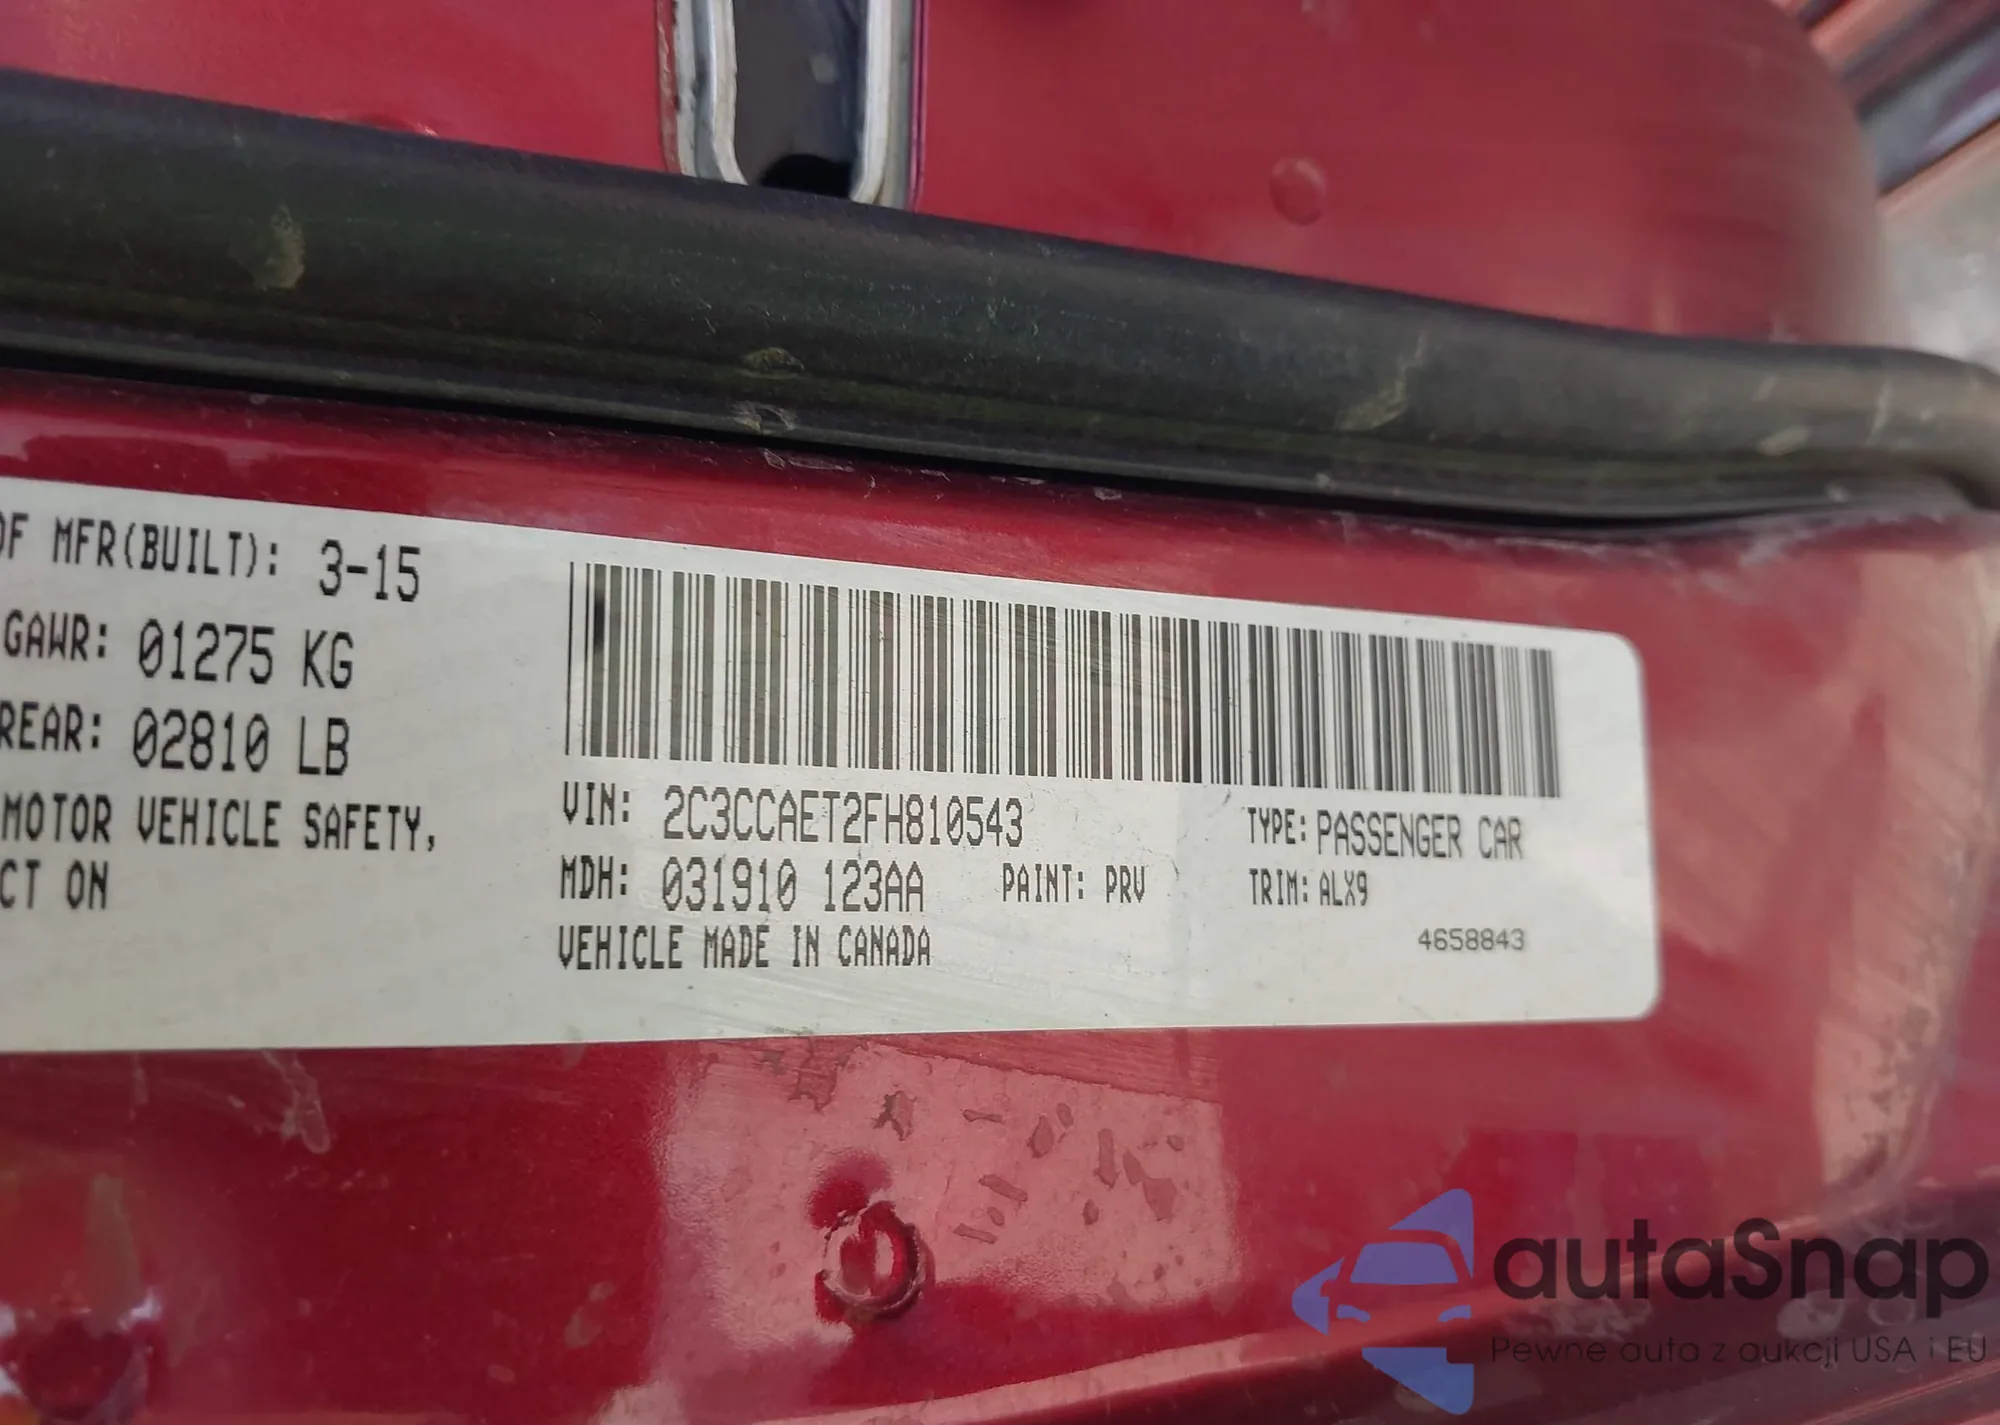 OF MFR(BUILT): 3-15
GAWR: 01275 KG
REAR: 02810 LB
MOTOR VEHICLE SAFETY,
CT ON
VIN: 2C3CCAET2FH810543
TYPE: PASSENGER CAR
MDH: 031910 123AA PAINT: PRV
TRIM: ALX9
VEHICLE MADE IN CANADA
4658843
autaSnap
Pewne auta z aukcji USA i EU